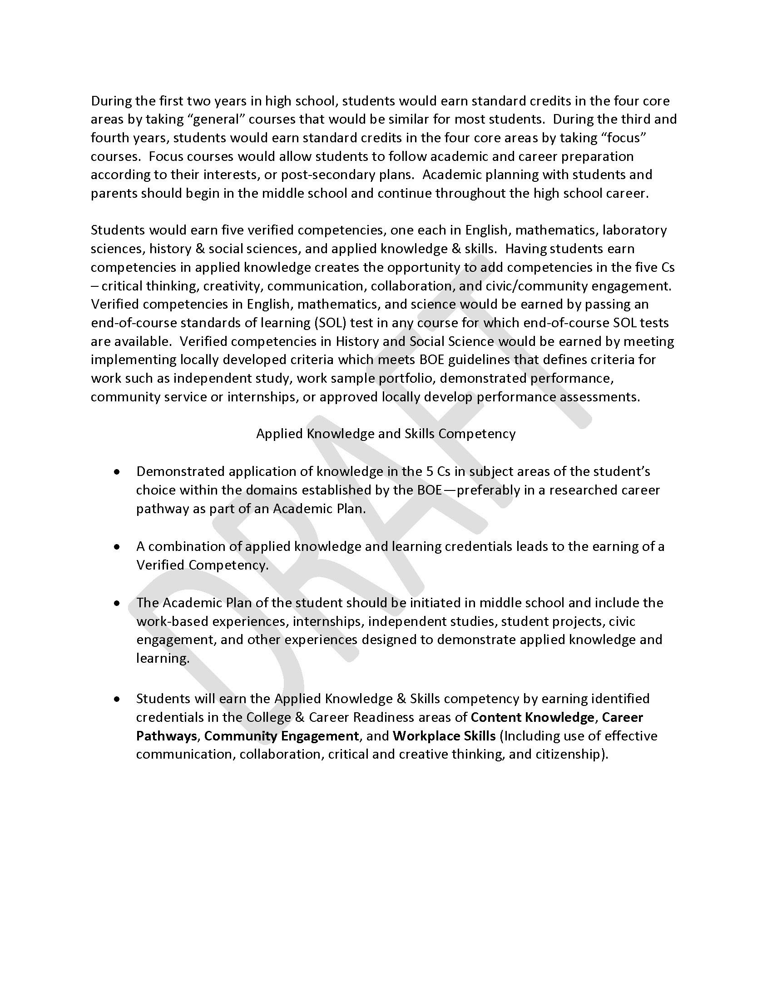 During the first two years in high school, students would earn standard credits in the four core
areas by taking “general” courses that would be similar for most students.  During the third and
fourth years, students would earn standard credits in the four core areas by taking “focus”
courses.  Focus courses would allow students to follow academic and career preparation
according to their interests, or post-secondary plans.  Academic planning with students and
parents should begin in the middle school and continue throughout the high school career.
Students would earn five verified competencies, one each in English, mathematics, laboratory
sciences, history & social sciences, and applied knowledge & skills.  Having students earn
competencies in applied knowledge creates the opportunity to add competencies in the five Cs
– critical thinking, creativity, communication, collaboration, and civic/community engagement.
Verified competencies in English, mathematics, and science would be earned by passing an
end-of-course standards of learning (SOL) test in any course for which end-of-course SOL tests
are available.  Verified competencies in History and Social Science would be earned by meeting
implementing locally developed criteria which meets BOE guidelines that defines criteria for
work such as independent study, work sample portfolio, demonstrated performance,
community service or internships, or approved locally develop performance assessments.
Applied Knowledge and Skills Competency
• Demonstrated application of knowledge in the 5 Cs in subject areas of the student’s
choice within the domains established by the BOE—preferably in a researched career
pathway as part of an Academic Plan.
• A combination of applied knowledge and learning credentials leads to the earning of a
Verified Competency.
• The Academic Plan of the student should be initiated in middle school and include the
work-based experiences, internships, independent studies, student projects, civic
engagement, and other experiences designed to demonstrate applied knowledge and
learning.
• Students will earn the Applied Knowledge & Skills competency by earning identified
credentials in the College & Career Readiness areas of Content Knowledge, Career
Pathways, Community Engagement, and Workplace Skills (Including use of effective
communication, collaboration, critical and creative thinking, and citizenship).
DRAFT